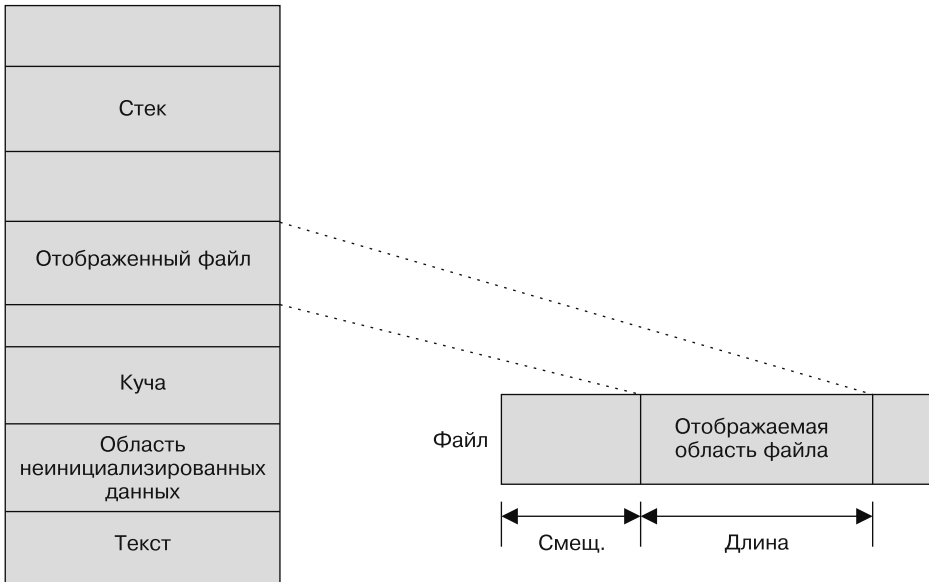 Стек
Отображенный файл
Куча
Область
неинициализированных
данных
Текст
Файл
Отображаемая
область файла
Смещ.
Длина